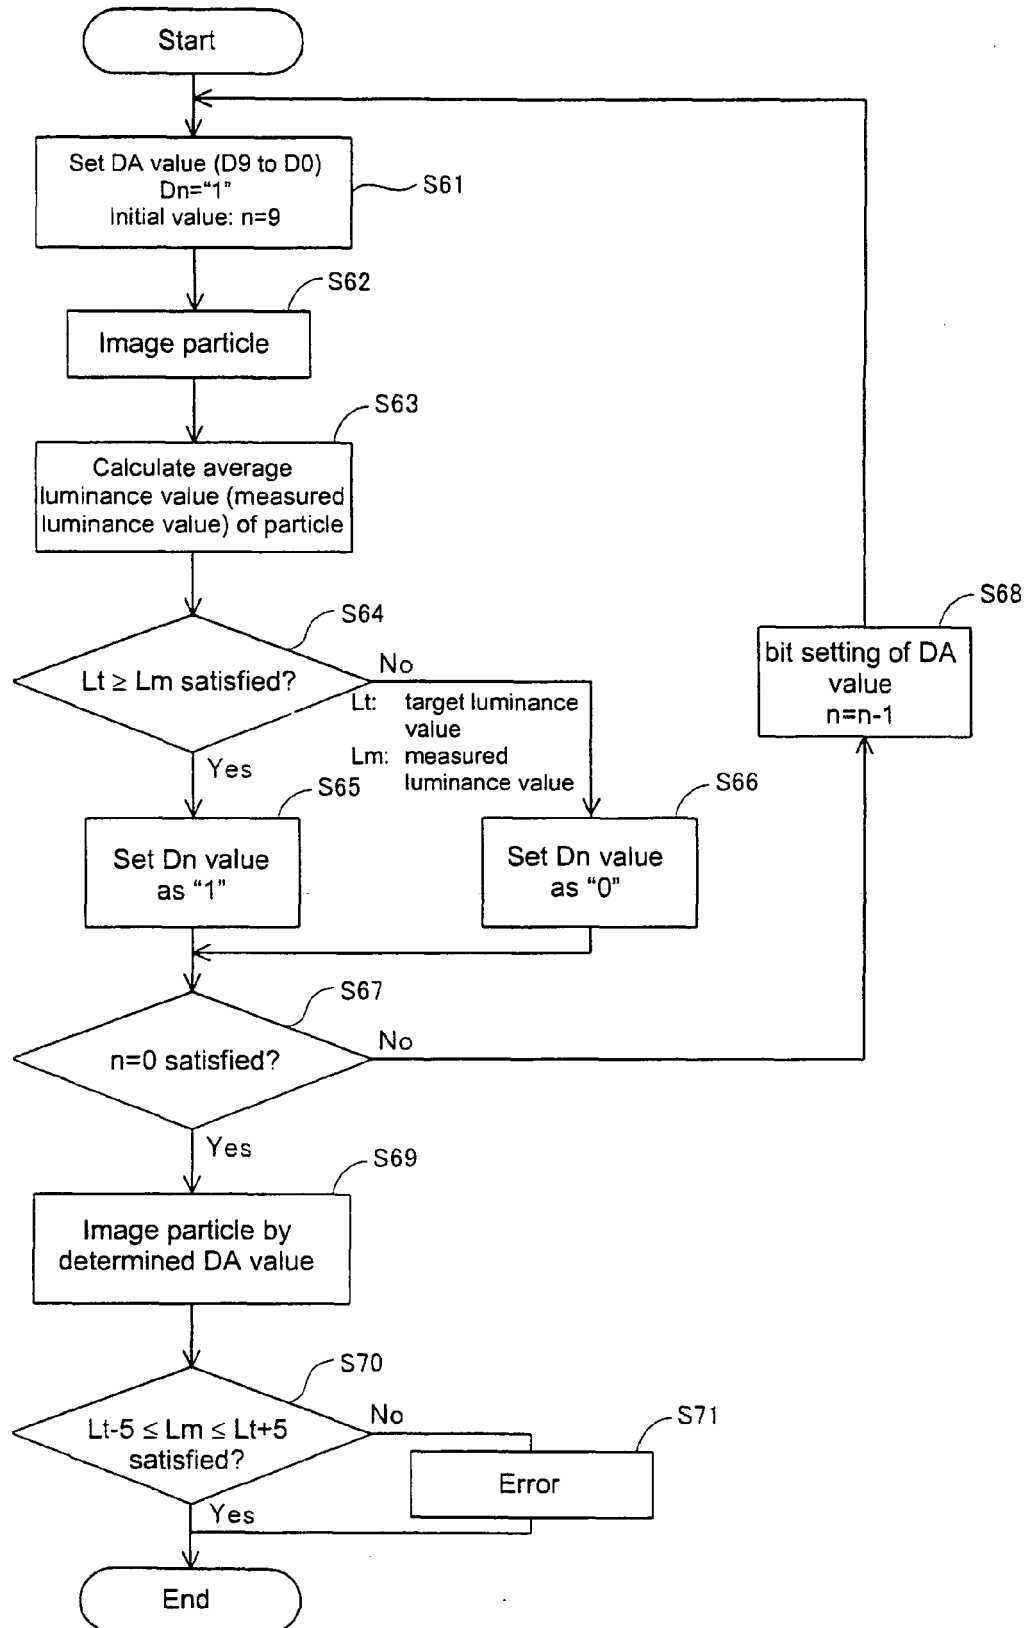 Start
Set DA value (D9 to D0)
Dn=“1”
Initial value: n=9
S61
S62
Image particle
S63
Calculate average
luminance value (measured
luminance value) of particle
S64
Lt ≥ Lm satisfied?
No
Lt: target luminance
value
Lm: measured
luminance value
Yes
S68
bit setting of DA
value
n=n-1
S65
Set Dn value
as “1”
S66
Set Dn value
as “0”
S67
n=0 satisfied?
No
Yes
S69
Image particle by
determined DA value
S70
Lt-5 ≤ Lm ≤ Lt+5
satisfied?
No
S71
Error
Yes
End